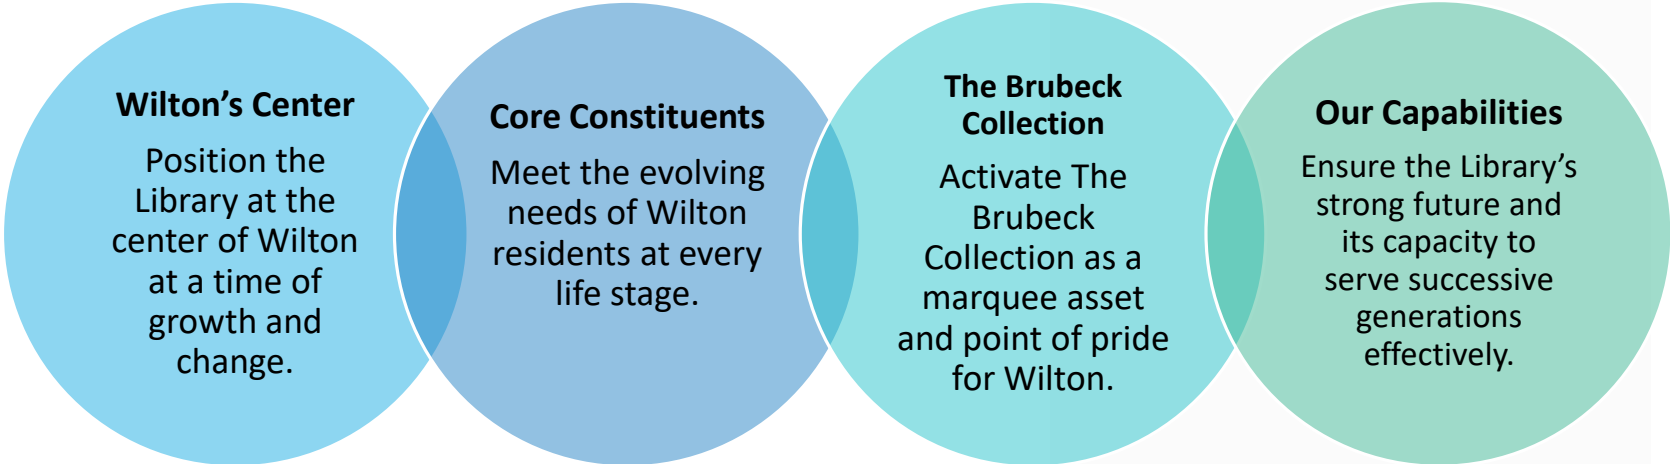 Wilton’s Center
Position the
Library at the
center of Wilton
at a time of
growth and
change.
Core Constituents
Meet the evolving
needs of Wilton
residents at every
life stage.
The Brubeck
Collection
Activate The
Brubeck
Collection as a
marquee asset
and point of pride
for Wilton.
Our Capabilities
Ensure the Library’s
strong future and
its capacity to
serve successive
generations
effectively.